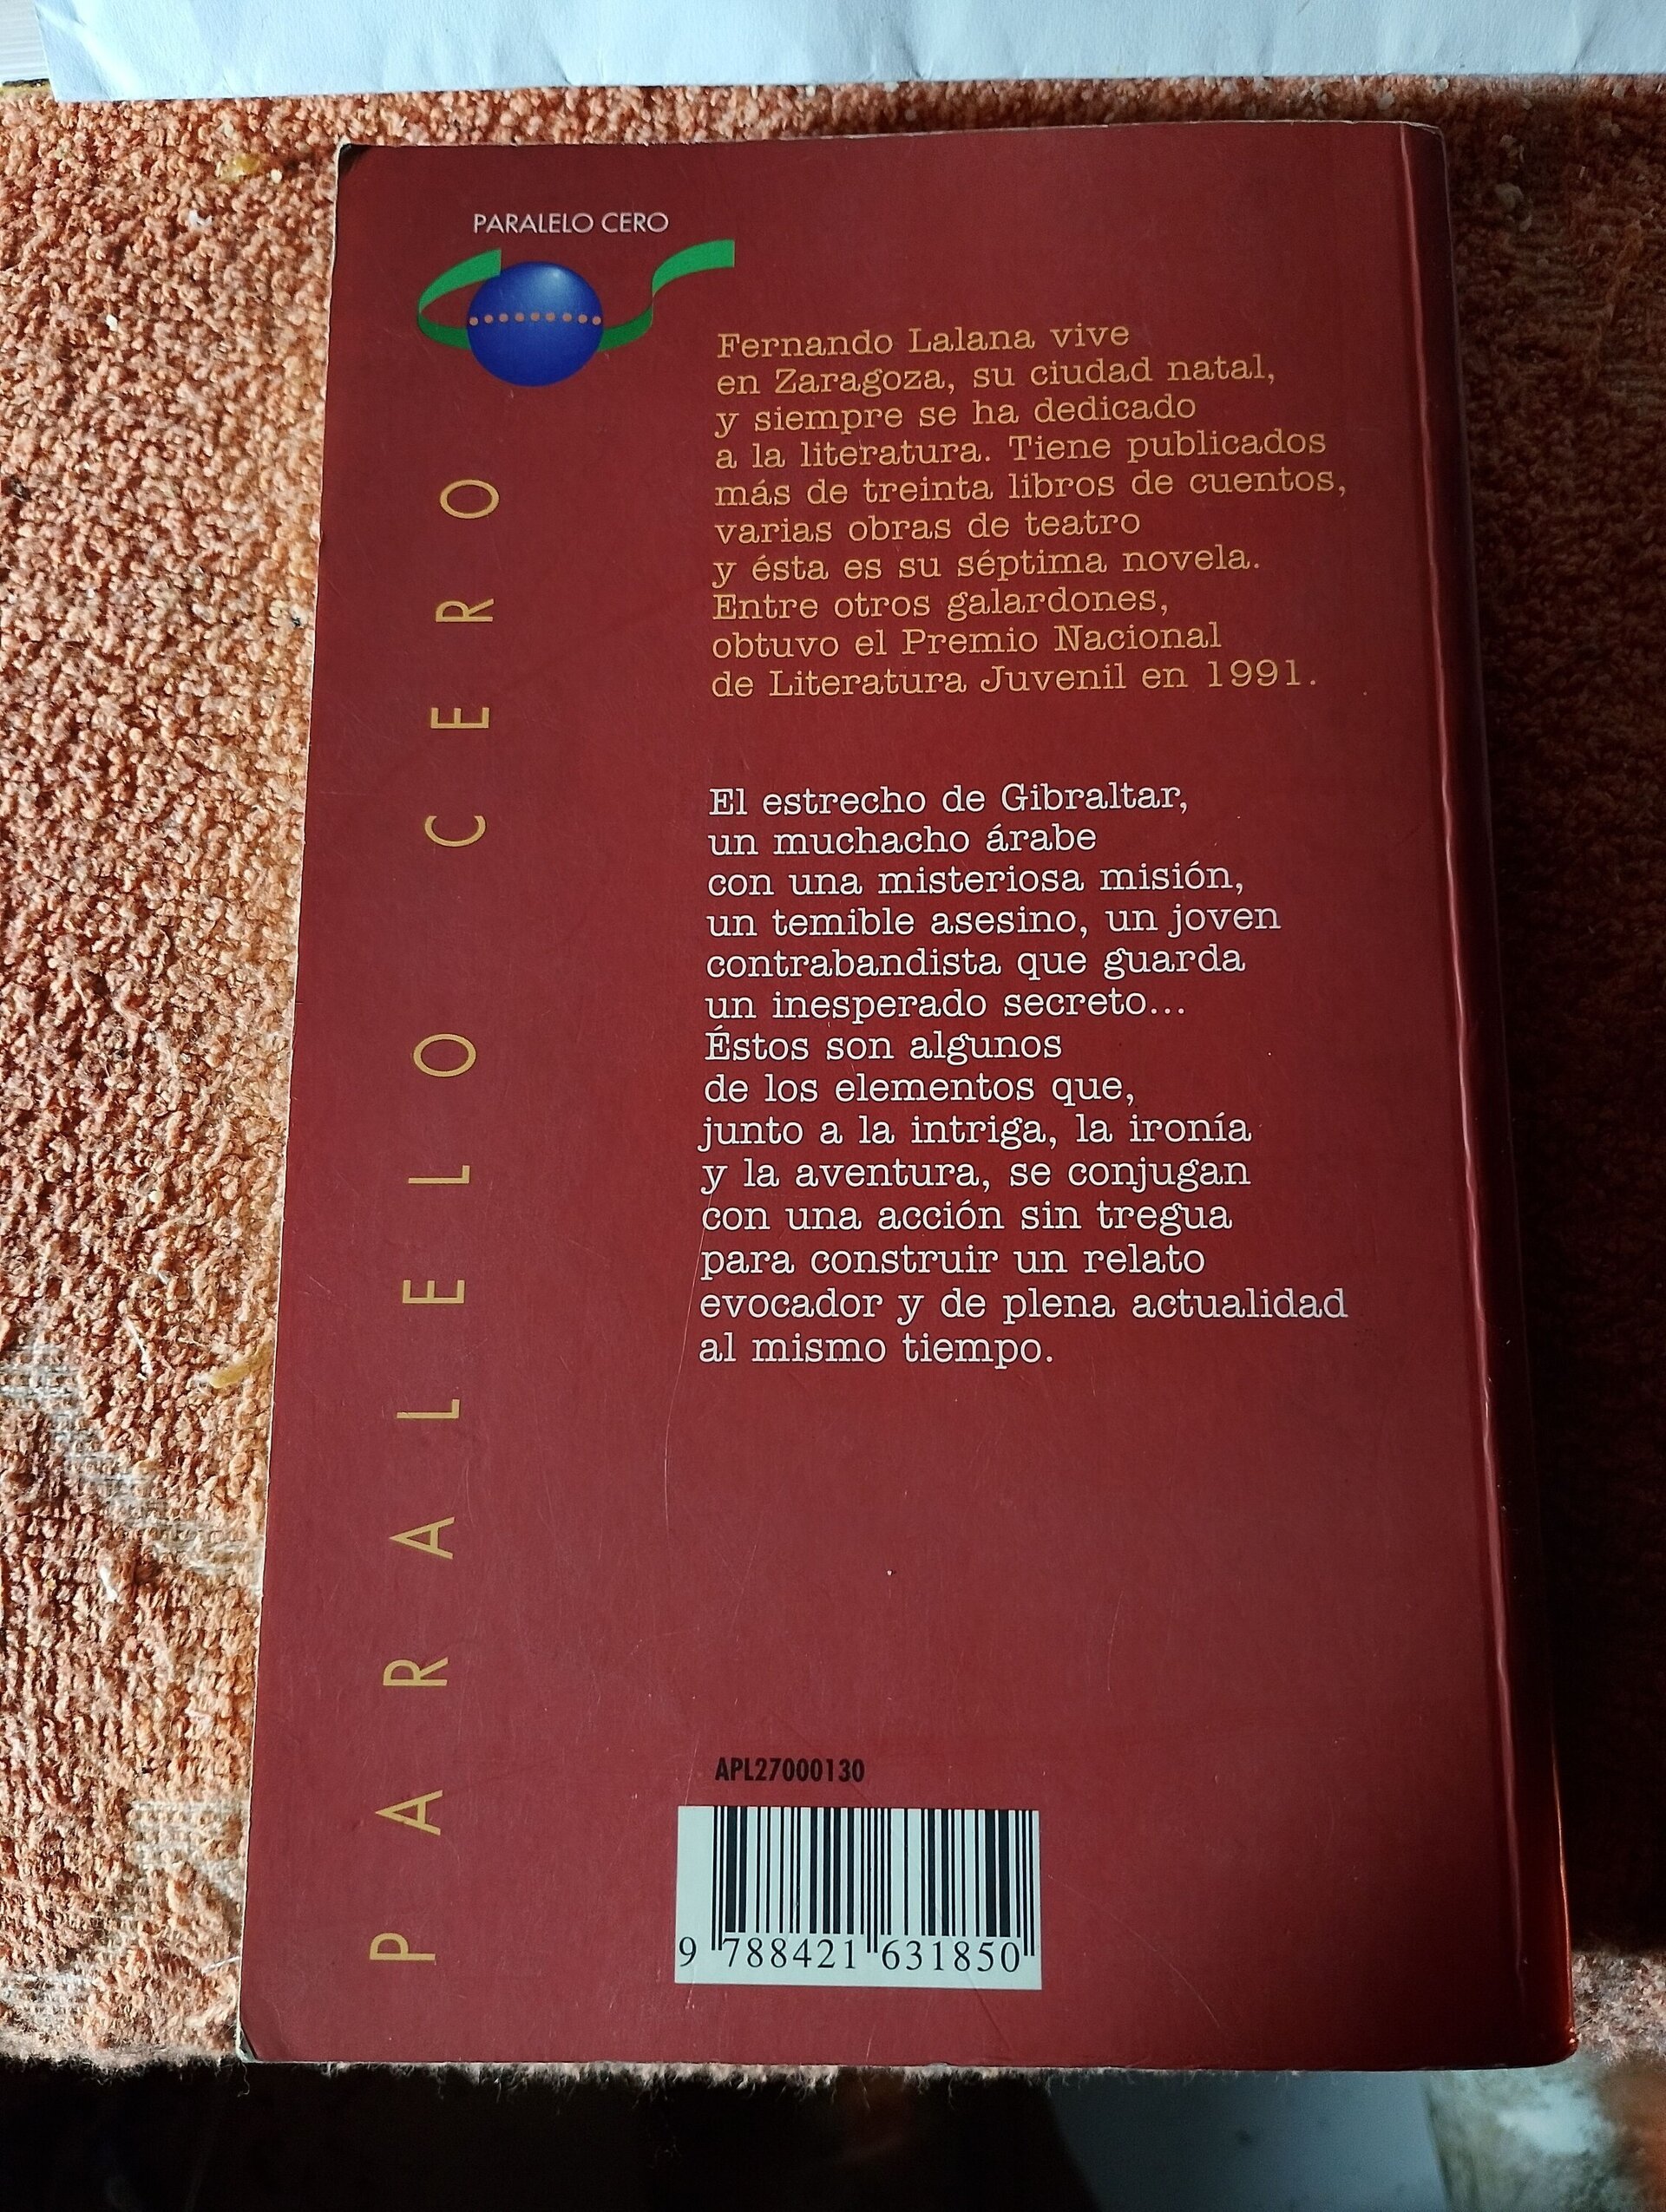 PARALELO CERO
PARALELO CERO
Fernando Lalana vive
en Zaragoza, su ciudad natal,
y siempre se ha dedicado
a la literatura. Tiene publicados
más de treinta libros de cuentos,
varias obras de teatro
y ésta es su séptima novela.
Entre otros galardones,
obtuvo el Premio Nacional
de Literatura Juvenil en 1991.
El estrecho de Gibraltar,
un muchacho árabe
con una misteriosa misión,
un temible asesino, un joven
contrabandista que guarda
un inesperado secreto...
Éstos son algunos
de los elementos que,
junto a la intriga, la ironía
y la aventura, se conjugan
con una acción sin tregua
para construir un relato
evocador y de plena actualidad
al mismo tiempo.
APL27000130
9 788421 631850